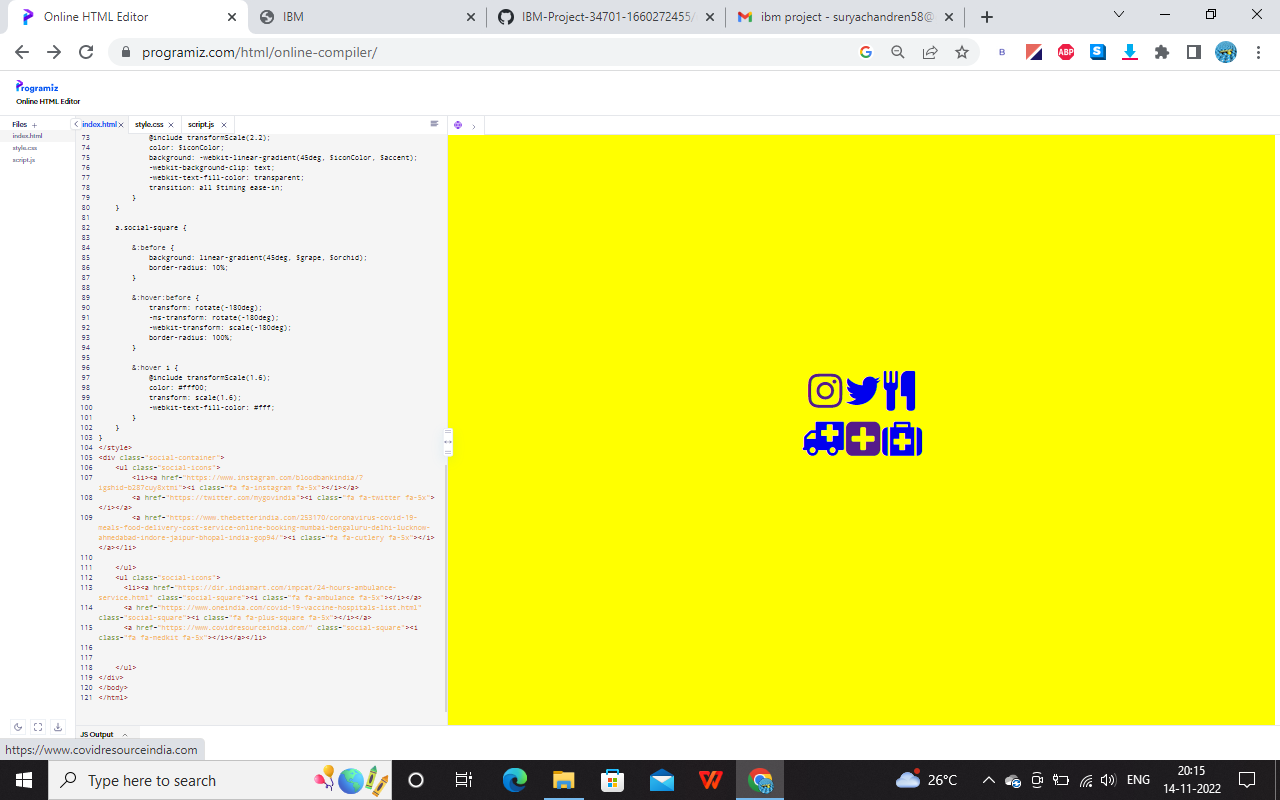 Online HTML Editor
IBM
IBM-Project-34701-1660272455/
ibm project - suryachandren58@
programiz.com/html/online-compiler/
B
ABP
S
Programiz
Online HTML Editor
Files +
index.html
style.css
script.js
index.html
style.css
script.js
73 @include transformScale(2.2);
74 color: $iconColor;
75 background: -webkit-linear-gradient(45deg, $iconColor, $accent);
76 -webkit-background-clip: text;
77 -webkit-text-fill-color: transparent;
78 transition: all $timing ease-in;
79 }
80 }
81
82 a.social-square {
83
84 &:before {
85 background: linear-gradient(45deg, $grape, $orchid);
86 border-radius: 10%;
87 }
88
89 &:hover:before {
90 transform: rotate(-180deg);
91 -ms-transform: rotate(-180deg);
92 -webkit-transform: scale(-180deg);
93 border-radius: 100%;
94 }
95
96 &:hover i {
97 @include transformScale(1.6);
98 color: #fff00;
99 transform: scale(1.6);
100 -webkit-text-fill-color: #fff;
101 }
102 }
103 }
104 </style>
105 <div class="social-container">
106 <ul class="social-icons">
107 <li><a href="https://www.instagram.com/bloodbankindia/?
igshid=b287cuy8xtmi"><i class="fa fa-instagram fa-5x"></i></a>
108 <a href="https://twitter.com/mygovindia"><i class="fa fa-twitter fa-5x">
</i></a>
109 <a href="https://www.thebetterindia.com/253170/coronavirus-covid-19-
meals-food-delivery-cost-service-online-booking-mumbai-bengaluru-delhi-lucknow-
ahmedabad-indore-jaipur-bhopal-india-gop94/"><i class="fa fa-cutlery fa-5x"></i>
</a></li>
110
111 </ul>
112 <ul class="social-icons">
113 <li><a href="https://dir.indiamart.com/impcat/24-hours-ambulance-
service.html" class="social-square"><i class="fa fa-ambulance fa-5x"></i></a>
114 <a href="https://www.oneindia.com/covid-19-vaccine-hospitals-list.html"
class="social-square"><i class="fa fa-plus-square fa-5x"></i></a>
115 <a href="https://www.covidresourceindia.com/" class="social-square"><i
class="fa fa-medkit fa-5x"></i></a></li>
116
117
118 </ul>
119 </div>
120 </body>
121 </html>
JS Output
https://www.covidresourceindia.com
Type here to search
26°C
ENG
20:15
14-11-2022